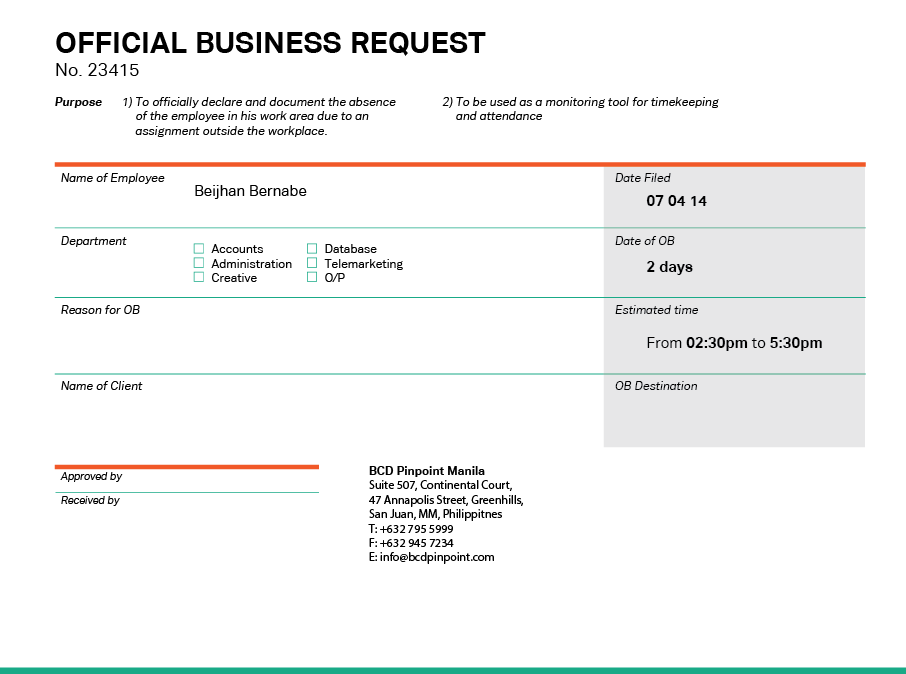 OFFICIAL BUSINESS REQUEST
No. 23415
Purpose
1) To officially declare and document the absence
of the employee in his work area due to an
assignment outside the workplace.
2) To be used as a monitoring tool for timekeeping
and attendance
Name of Employee
Beijhan Bernabe
Date Filed
07 04 14
Department
Accounts
Administration
Creative
Database
Telemarketing
O/P
Date of OB
2 days
Reason for OB
Estimated time
From 02:30pm to 5:30pm
Name of Client
OB Destination
Approved by
Received by
BCD Pinpoint Manila
Suite 507, Continental Court,
47 Annapolis Street, Greenhills,
San Juan, MM, Philippitnes
T: +632 795 5999
F: +632 945 7234
E: info@bcdpinpoint.com